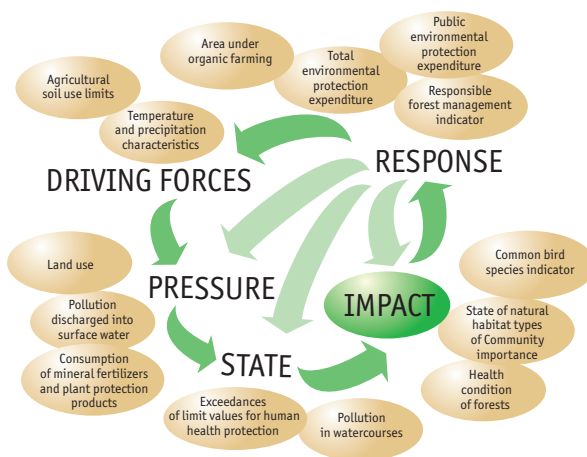 Public
environmental
protection
expenditure
Area under
organic farming
Total
environmental
protection
expenditure
Agricultural
soil use limits
Responsible
forest management
indicator
Temperature
and precipitation
characteristics
RESPONSE
DRIVING FORCES
Common bird
species indicator
Land use
PRESSURE
IMPACT
Pollution
discharged into
surface water
State of natural
habitat types
of Community
importance
Consumption
of mineral fertilizers
and plant protection
products
STATE
Health
condition
of forests
Exceedances
of limit values for human
health protection
Pollution
in watercourses